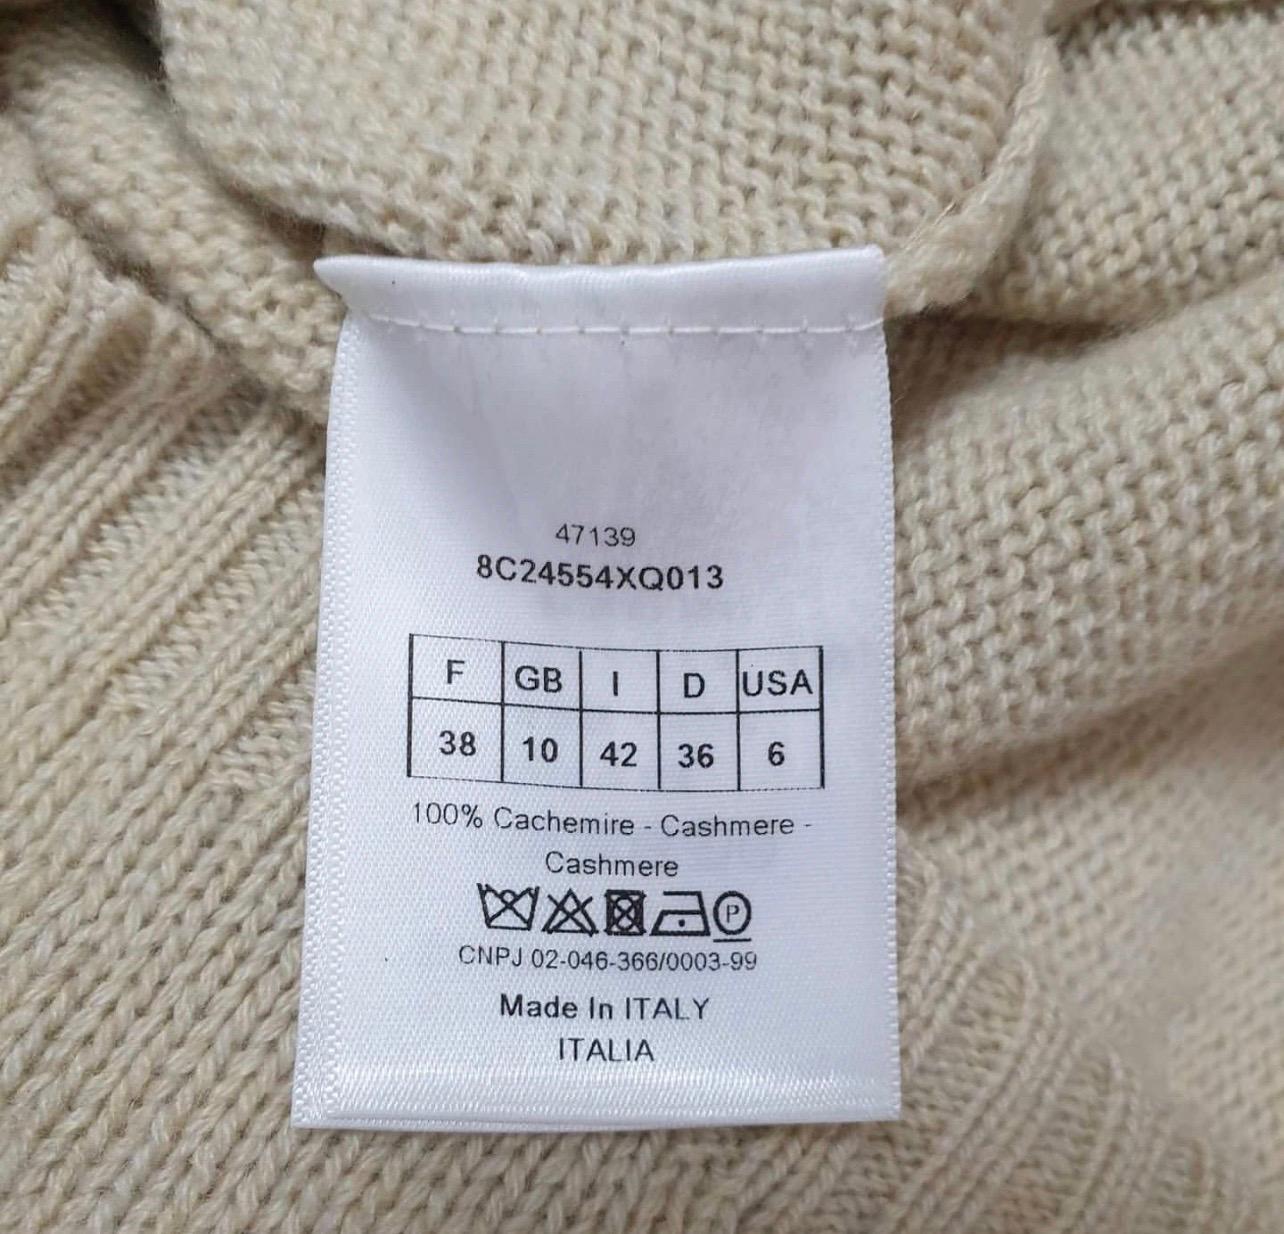 47139
8C24554XQ013
F GB I D USA
38 10 42 36 6
100% Cachemire - Cashmere -
Cashmere
P
CNPJ 02-046-366/0003-99
Made In ITALY
ITALIA